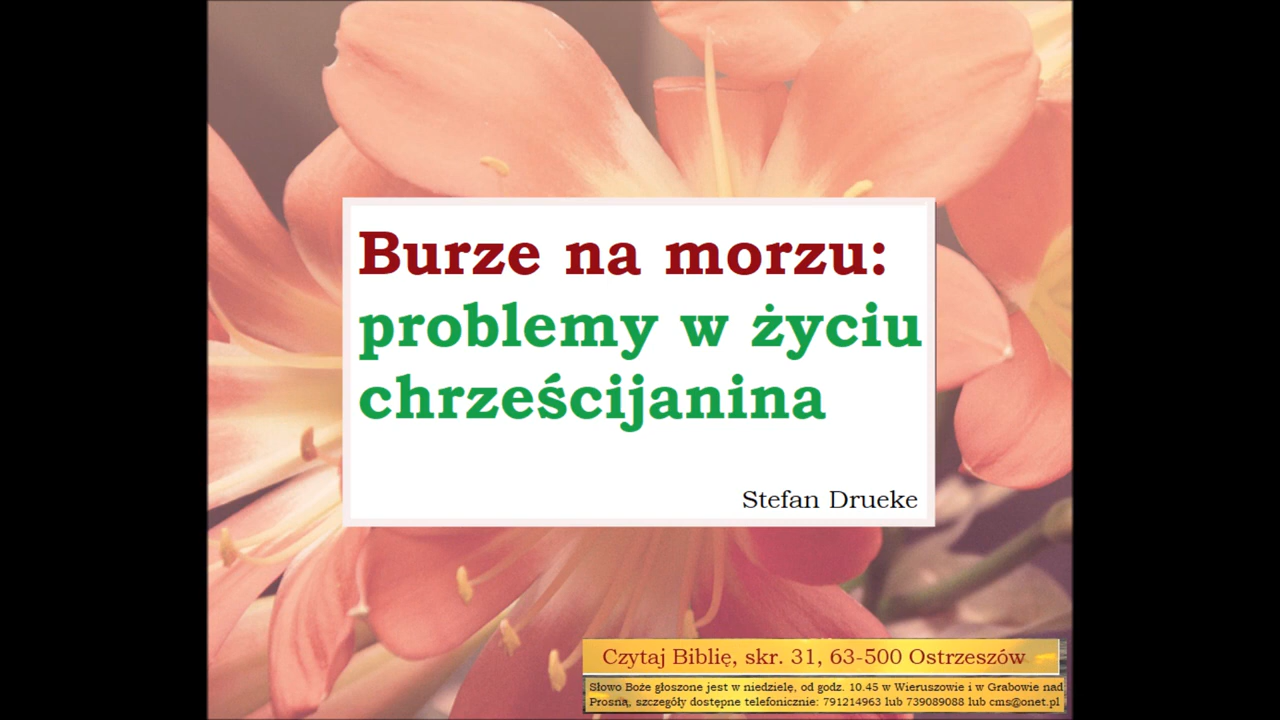 Burze na morzu:
problemy w życiu
chrześcijanina
Stefan Drueke
Czytaj Biblię, skr. 31, 63-500 Ostrzeszów
Słowo Boże głoszone jest w niedzielę, od godz. 10.45 w Wieruszowie i w Grabowie nad
Prosną, szczegóły dostępne telefonicznie: 791214963 lub 739089088 lub cms@onet.pl